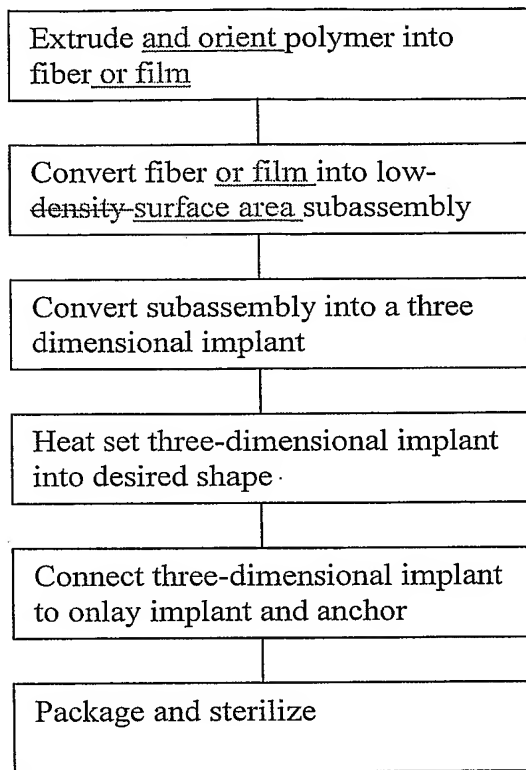 Extrude and orient polymer into
fiber or film
Convert fiber or film into low-
density surface area subassembly
Convert subassembly into a three
dimensional implant
Heat set three-dimensional implant
into desired shape
Connect three-dimensional implant
to onlay implant and anchor
Package and sterilize